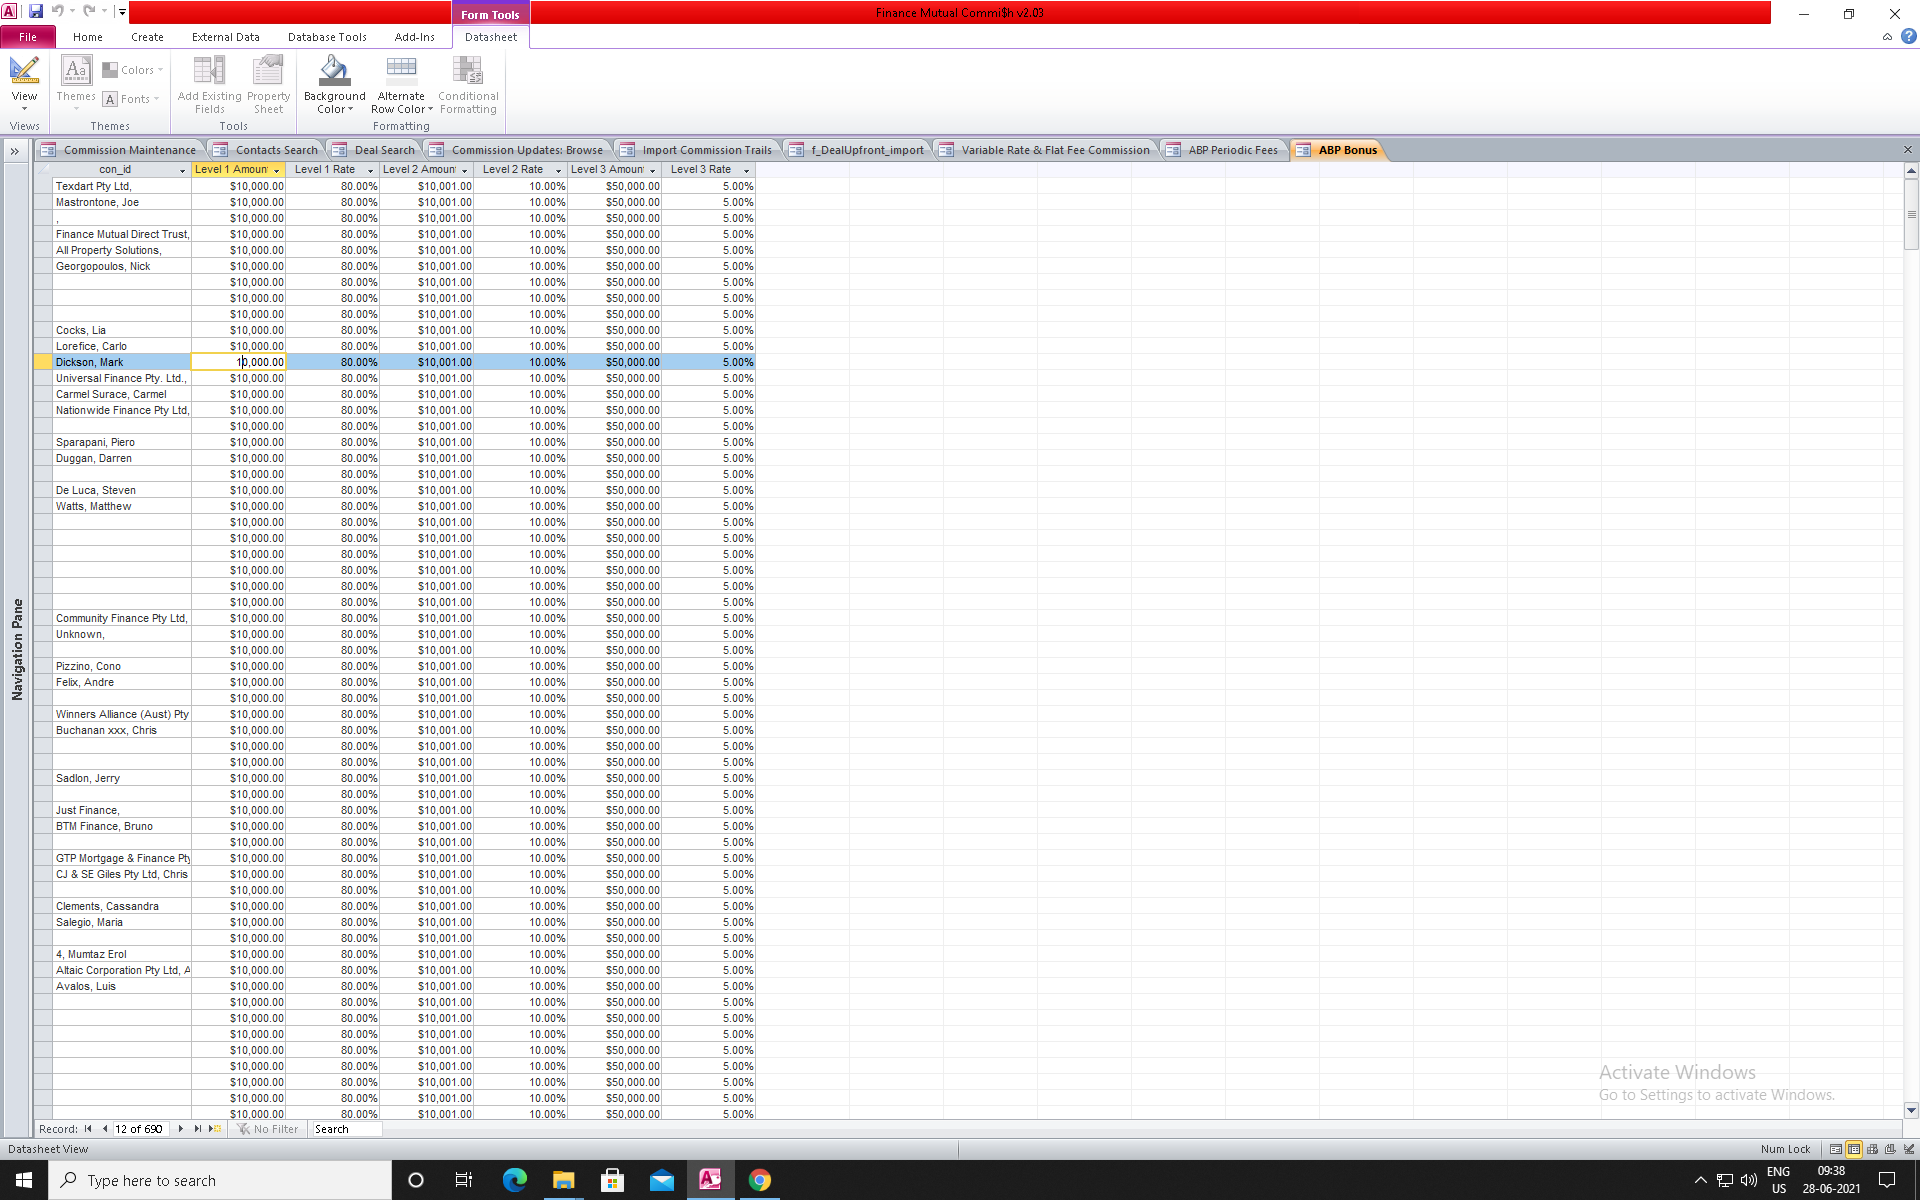 Form Tools
Finance Mutual Commi$h v2.03
File Home Create External Data Database Tools Add-Ins Datasheet
View Themes Colors Fonts Add Existing Fields Property Sheet Background Color Alternate Row Color Conditional Formatting
Views Themes Tools Formatting
Commission Maintenance Contacts Search Deal Search Commission Updates: Browse Import Commission Trails f_DealUpfront_import Variable Rate & Flat Fee Commission ABP Periodic Fees ABP Bonus
Navigation Pane
con_id Level 1 Amount Level 1 Rate Level 2 Amount Level 2 Rate Level 3 Amount Level 3 Rate
Texdart Pty Ltd, $10,000.00 80.00% $10,001.00 10.00% $50,000.00 5.00%
Mastrontone, Joe $10,000.00 80.00% $10,001.00 10.00% $50,000.00 5.00%
, $10,000.00 80.00% $10,001.00 10.00% $50,000.00 5.00%
Finance Mutual Direct Trust, $10,000.00 80.00% $10,001.00 10.00% $50,000.00 5.00%
All Property Solutions, $10,000.00 80.00% $10,001.00 10.00% $50,000.00 5.00%
Georgopoulos, Nick $10,000.00 80.00% $10,001.00 10.00% $50,000.00 5.00%
$10,000.00 80.00% $10,001.00 10.00% $50,000.00 5.00%
$10,000.00 80.00% $10,001.00 10.00% $50,000.00 5.00%
$10,000.00 80.00% $10,001.00 10.00% $50,000.00 5.00%
Cocks, Lia $10,000.00 80.00% $10,001.00 10.00% $50,000.00 5.00%
Lorefice, Carlo $10,000.00 80.00% $10,001.00 10.00% $50,000.00 5.00%
Dickson, Mark 10,000.00 80.00% $10,001.00 10.00% $50,000.00 5.00%
Universal Finance Pty. Ltd., $10,000.00 80.00% $10,001.00 10.00% $50,000.00 5.00%
Carmel Surace, Carmel $10,000.00 80.00% $10,001.00 10.00% $50,000.00 5.00%
Nationwide Finance Pty Ltd, $10,000.00 80.00% $10,001.00 10.00% $50,000.00 5.00%
$10,000.00 80.00% $10,001.00 10.00% $50,000.00 5.00%
Sparapani, Piero $10,000.00 80.00% $10,001.00 10.00% $50,000.00 5.00%
Duggan, Darren $10,000.00 80.00% $10,001.00 10.00% $50,000.00 5.00%
$10,000.00 80.00% $10,001.00 10.00% $50,000.00 5.00%
De Luca, Steven $10,000.00 80.00% $10,001.00 10.00% $50,000.00 5.00%
Watts, Matthew $10,000.00 80.00% $10,001.00 10.00% $50,000.00 5.00%
$10,000.00 80.00% $10,001.00 10.00% $50,000.00 5.00%
$10,000.00 80.00% $10,001.00 10.00% $50,000.00 5.00%
$10,000.00 80.00% $10,001.00 10.00% $50,000.00 5.00%
$10,000.00 80.00% $10,001.00 10.00% $50,000.00 5.00%
$10,000.00 80.00% $10,001.00 10.00% $50,000.00 5.00%
$10,000.00 80.00% $10,001.00 10.00% $50,000.00 5.00%
Community Finance Pty Ltd, $10,000.00 80.00% $10,001.00 10.00% $50,000.00 5.00%
Unknown, $10,000.00 80.00% $10,001.00 10.00% $50,000.00 5.00%
$10,000.00 80.00% $10,001.00 10.00% $50,000.00 5.00%
Pizzino, Cono $10,000.00 80.00% $10,001.00 10.00% $50,000.00 5.00%
Felix, Andre $10,000.00 80.00% $10,001.00 10.00% $50,000.00 5.00%
$10,000.00 80.00% $10,001.00 10.00% $50,000.00 5.00%
Winners Alliance (Aust) Pty $10,000.00 80.00% $10,001.00 10.00% $50,000.00 5.00%
Buchanan xxx, Chris $10,000.00 80.00% $10,001.00 10.00% $50,000.00 5.00%
$10,000.00 80.00% $10,001.00 10.00% $50,000.00 5.00%
$10,000.00 80.00% $10,001.00 10.00% $50,000.00 5.00%
Sadlon, Jerry $10,000.00 80.00% $10,001.00 10.00% $50,000.00 5.00%
$10,000.00 80.00% $10,001.00 10.00% $50,000.00 5.00%
Just Finance, $10,000.00 80.00% $10,001.00 10.00% $50,000.00 5.00%
BTM Finance, Bruno $10,000.00 80.00% $10,001.00 10.00% $50,000.00 5.00%
$10,000.00 80.00% $10,001.00 10.00% $50,000.00 5.00%
GTP Mortgage & Finance Pty $10,000.00 80.00% $10,001.00 10.00% $50,000.00 5.00%
CJ & SE Giles Pty Ltd, Chris $10,000.00 80.00% $10,001.00 10.00% $50,000.00 5.00%
$10,000.00 80.00% $10,001.00 10.00% $50,000.00 5.00%
Clements, Cassandra $10,000.00 80.00% $10,001.00 10.00% $50,000.00 5.00%
Salegio, Maria $10,000.00 80.00% $10,001.00 10.00% $50,000.00 5.00%
$10,000.00 80.00% $10,001.00 10.00% $50,000.00 5.00%
4, Mumtaz Erol $10,000.00 80.00% $10,001.00 10.00% $50,000.00 5.00%
Altaic Corporation Pty Ltd, A $10,000.00 80.00% $10,001.00 10.00% $50,000.00 5.00%
Avalos, Luis $10,000.00 80.00% $10,001.00 10.00% $50,000.00 5.00%
$10,000.00 80.00% $10,001.00 10.00% $50,000.00 5.00%
$10,000.00 80.00% $10,001.00 10.00% $50,000.00 5.00%
$10,000.00 80.00% $10,001.00 10.00% $50,000.00 5.00%
$10,000.00 80.00% $10,001.00 10.00% $50,000.00 5.00%
$10,000.00 80.00% $10,001.00 10.00% $50,000.00 5.00%
$10,000.00 80.00% $10,001.00 10.00% $50,000.00 5.00%
$10,000.00 80.00% $10,001.00 10.00% $50,000.00 5.00%
$10,000.00 80.00% $10,001.00 10.00% $50,000.00 5.00%
Activate Windows
Go to Settings to activate Windows.
Record: 12 of 690 No Filter Search
Datasheet View Num Lock
Type here to search
ENG 09:38
US 28-06-2021